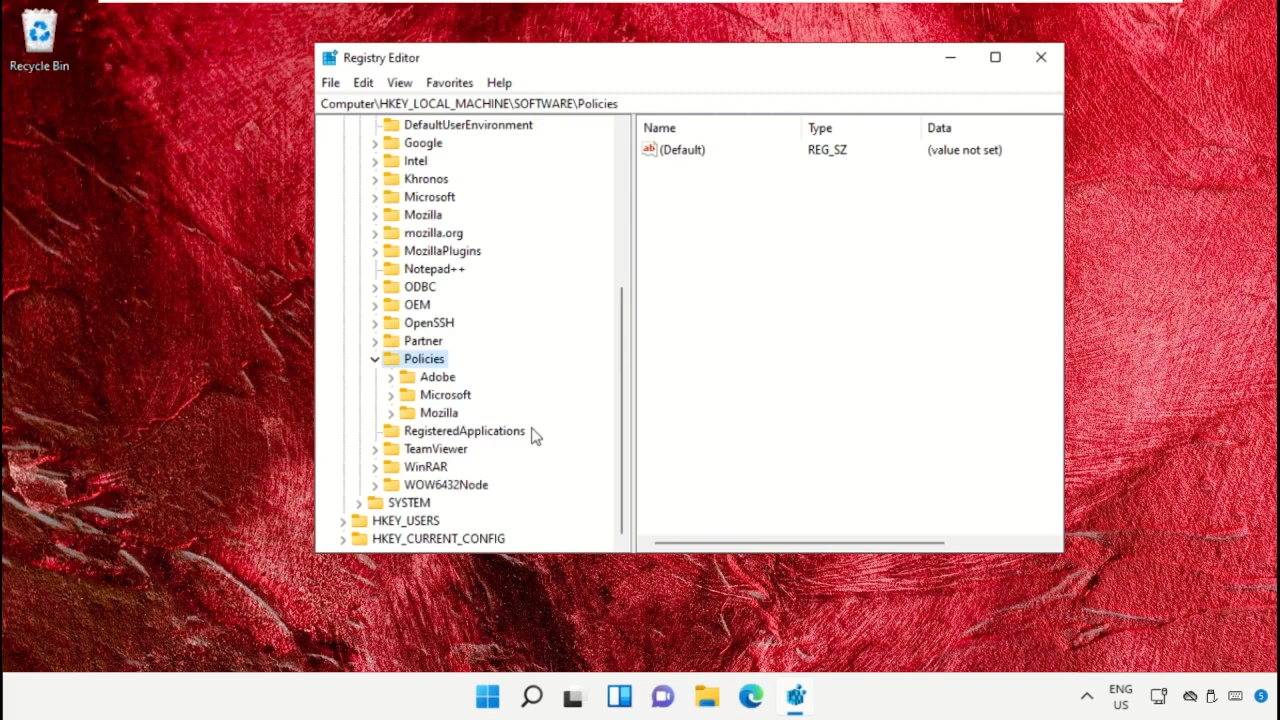 Recycle Bin
Registry Editor
File Edit View Favorites Help
Computer\HKEY_LOCAL_MACHINE\SOFTWARE\Policies
DefaultUserEnvironment
Google
Intel
Khronos
Microsoft
Mozilla
mozilla.org
MozillaPlugins
Notepad++
ODBC
OEM
OpenSSH
Partner
Policies
Adobe
Microsoft
Mozilla
RegisteredApplications
TeamViewer
WinRAR
WOW6432Node
SYSTEM
HKEY_USERS
HKEY_CURRENT_CONFIG
Name Type Data
ab (Default) REG_SZ (value not set)
ENG
US
5